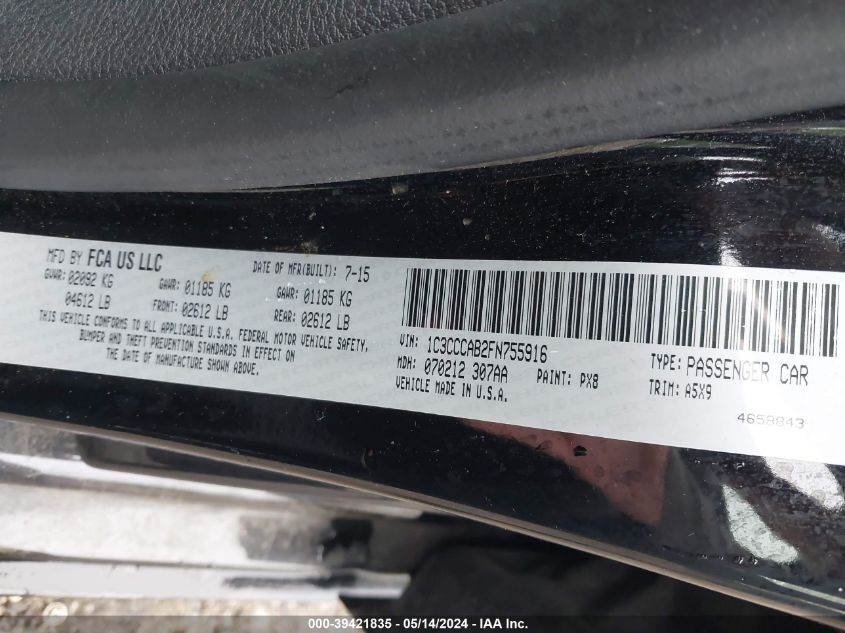 MFD BY FCA US LLC DATE OF MFR(BUILT): 7-15
GVWR: 02092 KG GAWR: 01185 KG GAWR: 01185 KG
04612 LB FRONT: 02612 LB REAR: 02612 LB
THIS VEHICLE CONFORMS TO ALL APPLICABLE U.S.A. FEDERAL MOTOR VEHICLE SAFETY,
BUMPER, AND THEFT PREVENTION STANDARDS IN EFFECT ON
THE DATE OF MANUFACTURE SHOWN ABOVE.
VIN: 1C3CCCAB2FN755916 TYPE: PASSENGER CAR
MDH: 070212 307AA PAINT: PX8 TRIM: A5X9
VEHICLE MADE IN U.S.A.
4658843
000-39421835 - 05/14/2024 - IAA Inc.